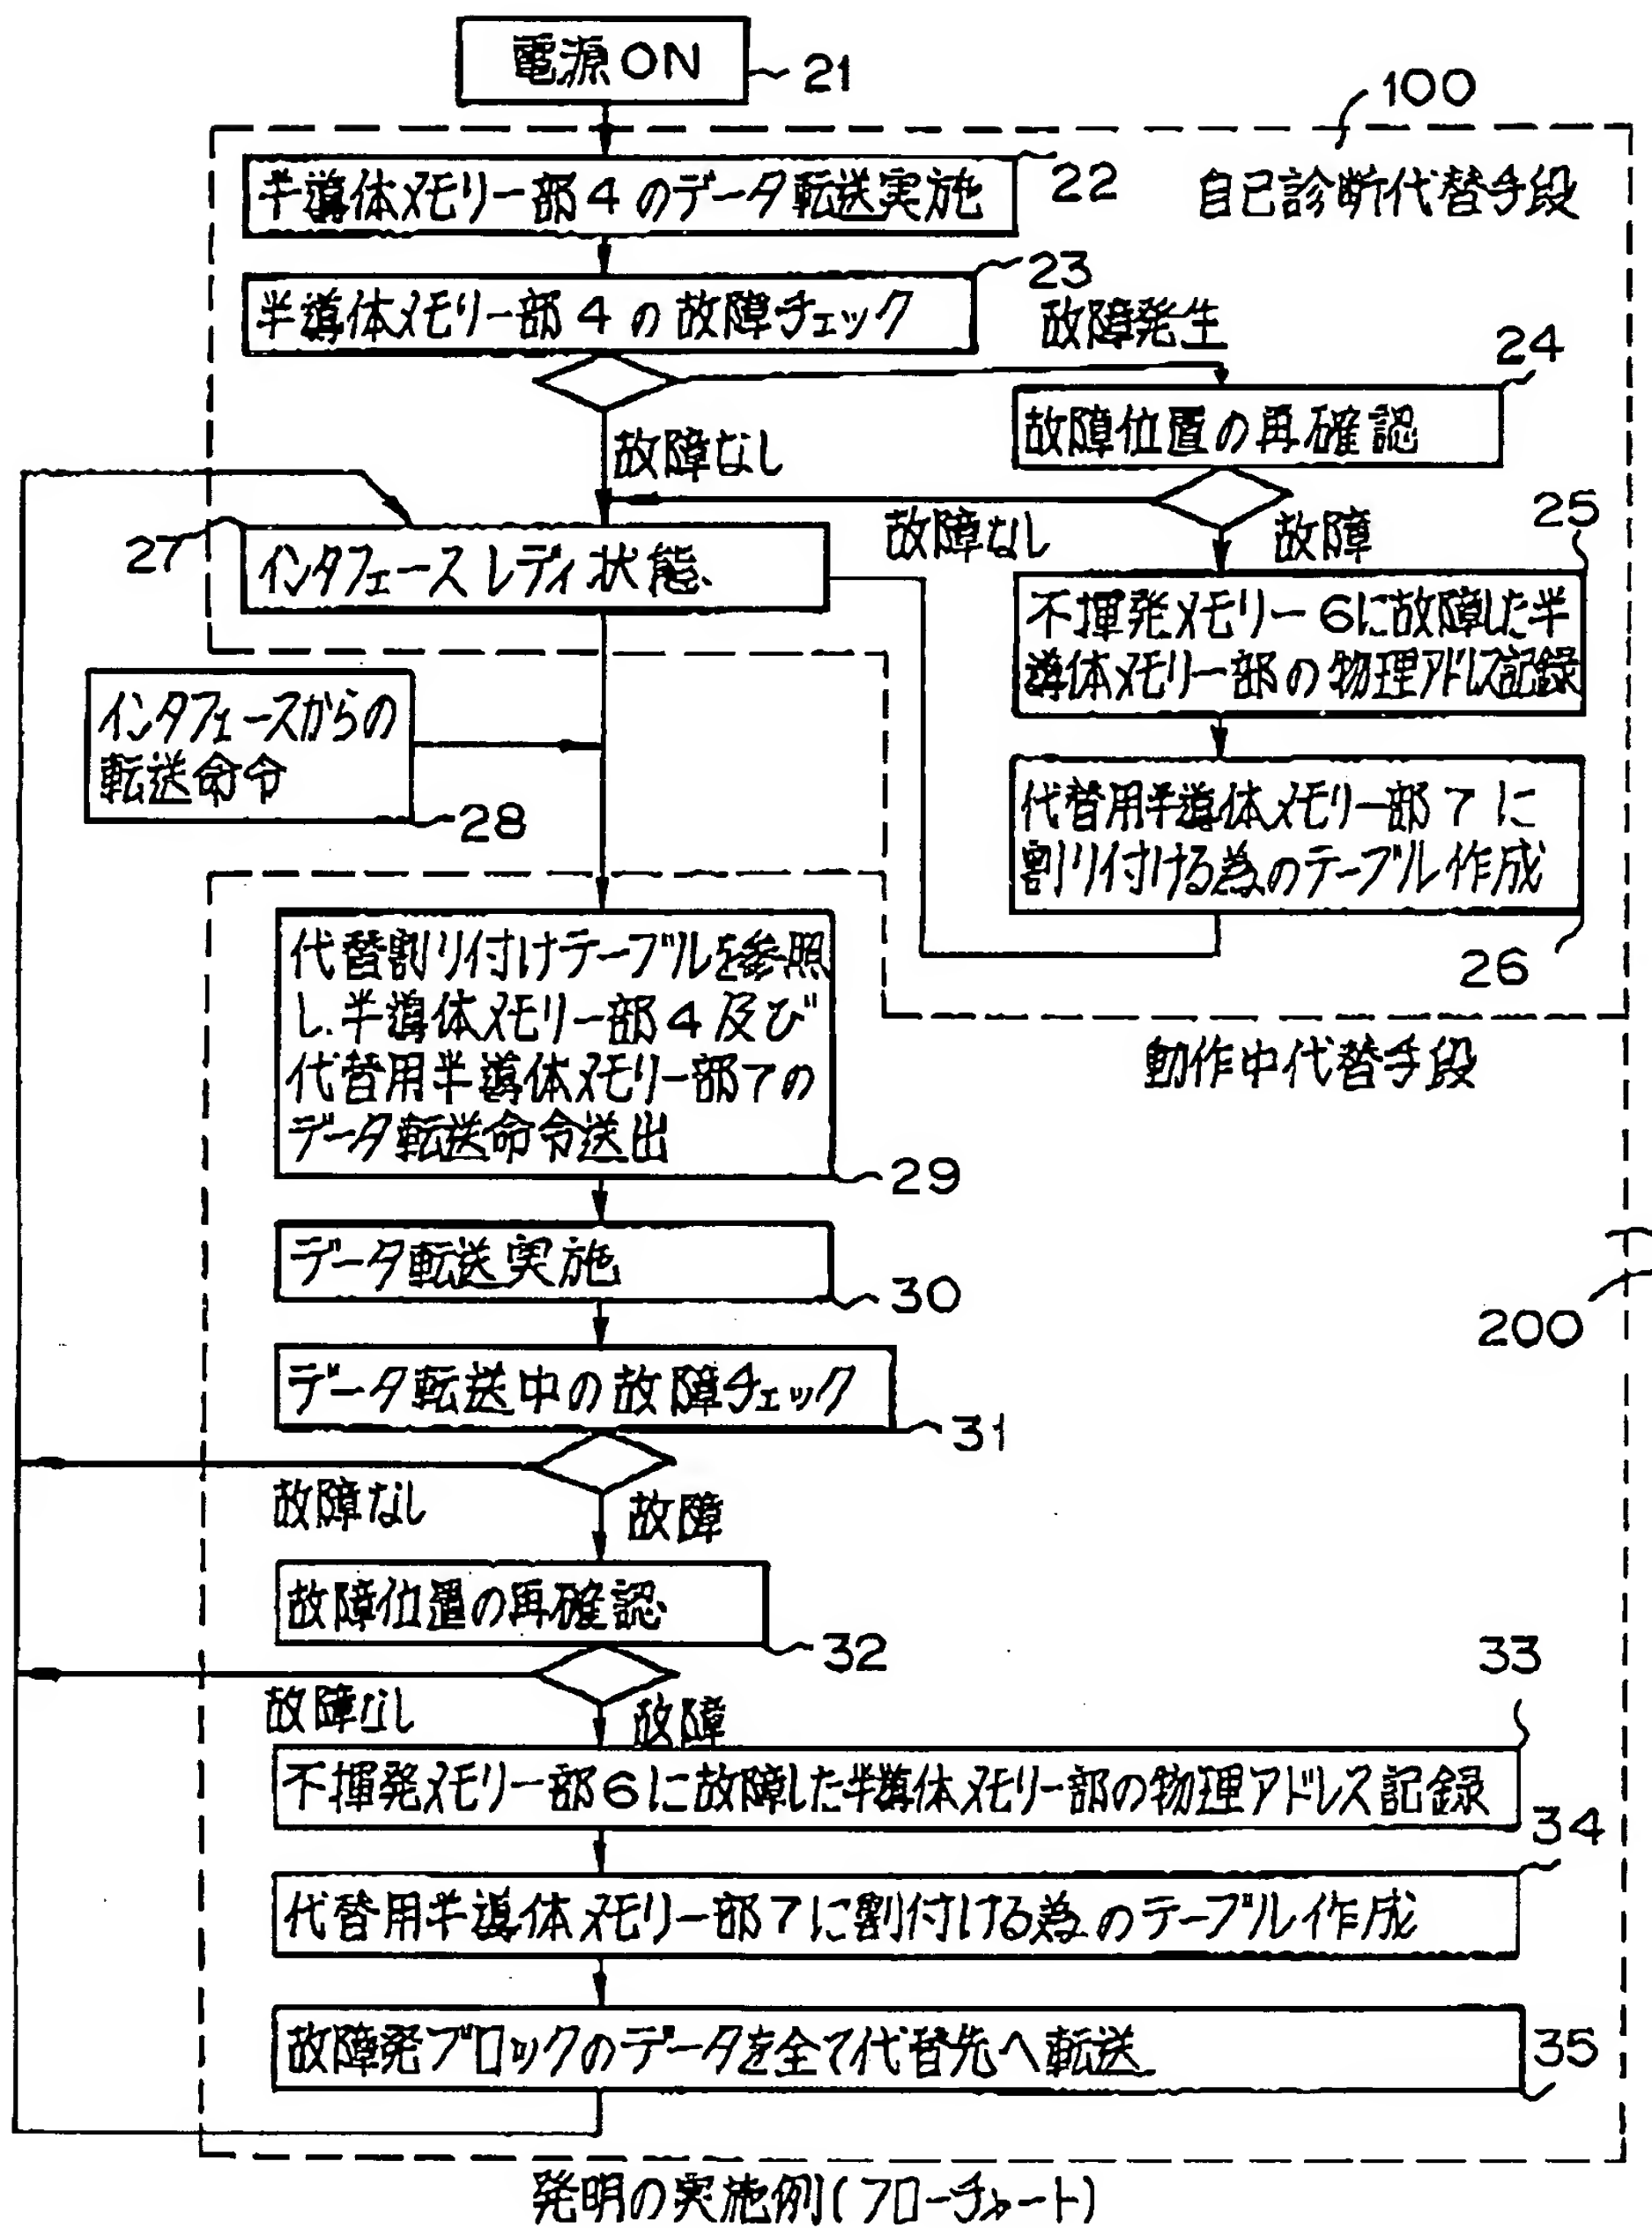 電源ON
21
100
半導体メモリー部4のデータ転送実施
22
自己診断代替手段
半導体メモリー部4の故障チェック
23
故障発生
24
故障位置の再確認
故障なし
故障なし
故障
25
27
インタフェースレディ状態
不揮発メモリー6に故障した半
導体メモリー部の物理アドレス記録
インタフェースからの
転送命令
28
代替用半導体メモリー部7に
割り付ける為のテーブル作成
26
代替割り付けテーブルを参照
し、半導体メモリー部4及び
代替用半導体メモリー部7の
データ転送命令送出
29
動作中代替手段
データ転送実施
30
200
データ転送中の故障チェック
31
故障なし
故障
故障位置の再確認
32
故障なし
故障
33
不揮発メモリー部6に故障した半導体メモリー部の物理アドレス記録
34
代替用半導体メモリー部7に割付ける為のテーブル作成
故障発ブロックのデータを全て代替先へ転送
35
発明の実施例(フローチャート)